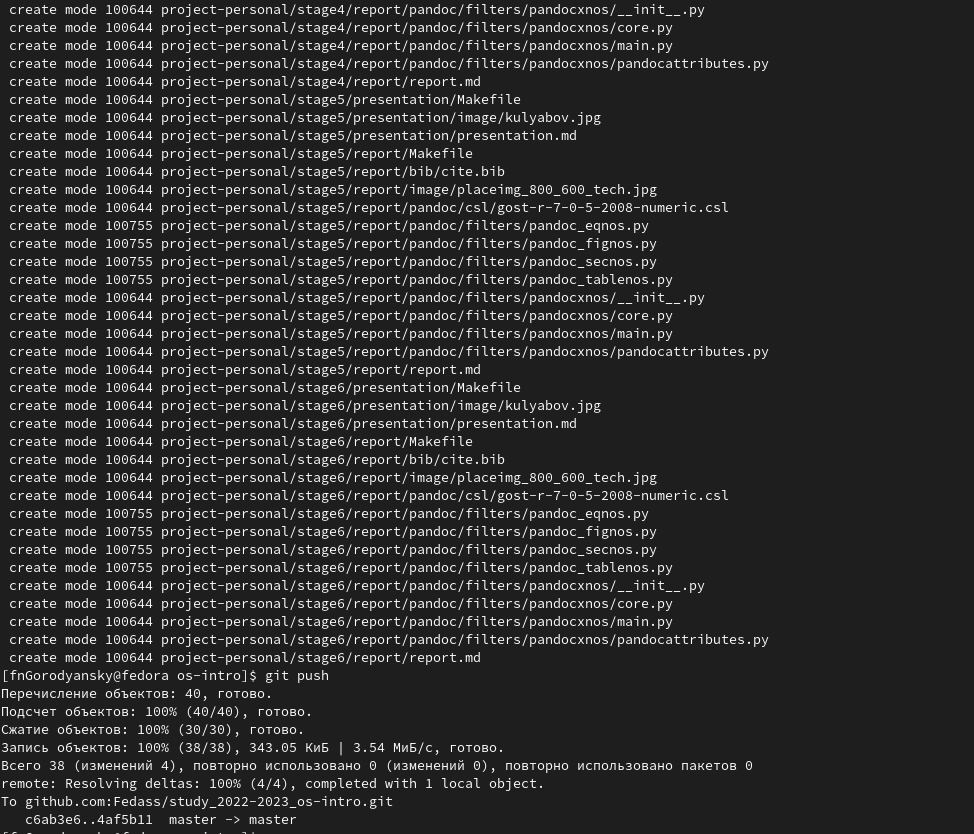 create mode 100644 project-personal/stage4/report/pandoc/filters/pandocxnos/__init__.py
create mode 100644 project-personal/stage4/report/pandoc/filters/pandocxnos/core.py
create mode 100644 project-personal/stage4/report/pandoc/filters/pandocxnos/main.py
create mode 100644 project-personal/stage4/report/pandoc/filters/pandocxnos/pandocattributes.py
create mode 100644 project-personal/stage4/report/report.md
create mode 100644 project-personal/stage5/presentation/Makefile
create mode 100644 project-personal/stage5/presentation/image/kulyabov.jpg
create mode 100644 project-personal/stage5/presentation/presentation.md
create mode 100644 project-personal/stage5/report/Makefile
create mode 100644 project-personal/stage5/report/bib/cite.bib
create mode 100644 project-personal/stage5/report/image/placeimg_800_600_tech.jpg
create mode 100644 project-personal/stage5/report/pandoc/csl/gost-r-7-0-5-2008-numeric.csl
create mode 100755 project-personal/stage5/report/pandoc/filters/pandoc_eqnos.py
create mode 100755 project-personal/stage5/report/pandoc/filters/pandoc_fignos.py
create mode 100755 project-personal/stage5/report/pandoc/filters/pandoc_secnos.py
create mode 100755 project-personal/stage5/report/pandoc/filters/pandoc_tablenos.py
create mode 100644 project-personal/stage5/report/pandoc/filters/pandocxnos/__init__.py
create mode 100644 project-personal/stage5/report/pandoc/filters/pandocxnos/core.py
create mode 100644 project-personal/stage5/report/pandoc/filters/pandocxnos/main.py
create mode 100644 project-personal/stage5/report/pandoc/filters/pandocxnos/pandocattributes.py
create mode 100644 project-personal/stage5/report/report.md
create mode 100644 project-personal/stage6/presentation/Makefile
create mode 100644 project-personal/stage6/presentation/image/kulyabov.jpg
create mode 100644 project-personal/stage6/presentation/presentation.md
create mode 100644 project-personal/stage6/report/Makefile
create mode 100644 project-personal/stage6/report/bib/cite.bib
create mode 100644 project-personal/stage6/report/image/placeimg_800_600_tech.jpg
create mode 100644 project-personal/stage6/report/pandoc/csl/gost-r-7-0-5-2008-numeric.csl
create mode 100755 project-personal/stage6/report/pandoc/filters/pandoc_eqnos.py
create mode 100755 project-personal/stage6/report/pandoc/filters/pandoc_fignos.py
create mode 100755 project-personal/stage6/report/pandoc/filters/pandoc_secnos.py
create mode 100755 project-personal/stage6/report/pandoc/filters/pandoc_tablenos.py
create mode 100644 project-personal/stage6/report/pandoc/filters/pandocxnos/__init__.py
create mode 100644 project-personal/stage6/report/pandoc/filters/pandocxnos/core.py
create mode 100644 project-personal/stage6/report/pandoc/filters/pandocxnos/main.py
create mode 100644 project-personal/stage6/report/pandoc/filters/pandocxnos/pandocattributes.py
create mode 100644 project-personal/stage6/report/report.md
[fnGorodyansky@fedora os-intro]$ git push
Перечисление объектов: 40, готово.
Подсчет объектов: 100% (40/40), готово.
Сжатие объектов: 100% (30/30), готово.
Запись объектов: 100% (38/38), 343.05 КиБ | 3.54 МиБ/с, готово.
Всего 38 (изменений 4), повторно использовано 0 (изменений 0), повторно использовано пакетов 0
remote: Resolving deltas: 100% (4/4), completed with 1 local object.
To github.com:Fedass/study_2022-2023_os-intro.git
c6ab3e6..4af5b11  master -> master